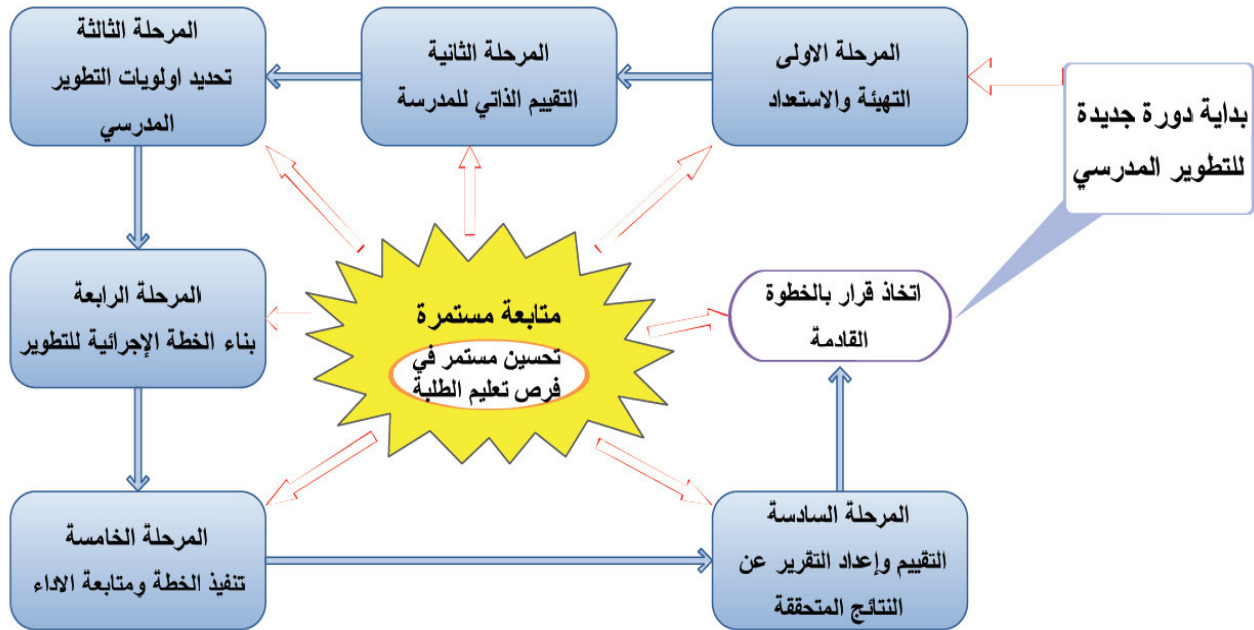 المرحلة الاولى
التهيئة والاستعداد
المرحلة الثانية
التقييم الذاتي للمدرسة
المرحلة الثالثة
تحديد اولويات التطوير
المدرسي
بداية دورة جديدة
للتطوير المدرسي
المرحلة الرابعة
بناء الخطة الإجرائية للتطوير
متابعة مستمرة
تحسين مستمر في
فرص تعليم الطلبة
اتخاذ قرار بالخطوة
القادمة
المرحلة الخامسة
تنفيذ الخطة ومتابعة الاداء
المرحلة السادسة
التقييم وإعداد التقرير عن
النتائج المتحققة